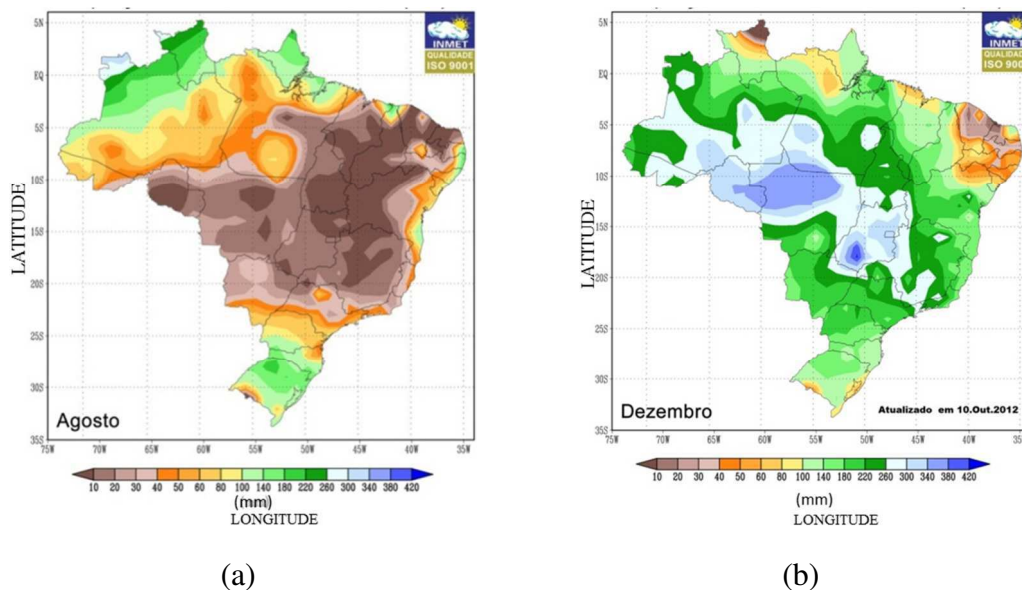 INMET
QUALIDADE
ISO 9001
5N
EQ
5S
10S
15S
20S
25S
30S
35S
LATITUDE
Agosto
75W 70W 65W 60W 55W 50W 45W 40W 35W
10 20 30 40 50 60 80 100 140 180 220 260 300 340 380 420
(mm)
LONGITUDE
(a)
INMET
QUALIDADE
ISO 9001
5N
EQ
5S
10S
15S
20S
25S
30S
35S
LATITUDE
Dezembro
Atualizado em 10.Out.2012
75W 70W 65W 60W 55W 50W 45W 40W
10 20 30 40 50 60 80 100 140 180 220 260 300 340 380 420
(mm)
LONGITUDE
(b)